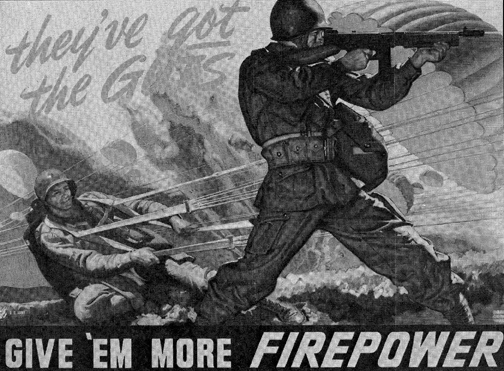 they've got
the GUTS
GIVE 'EM MORE FIREPOWER